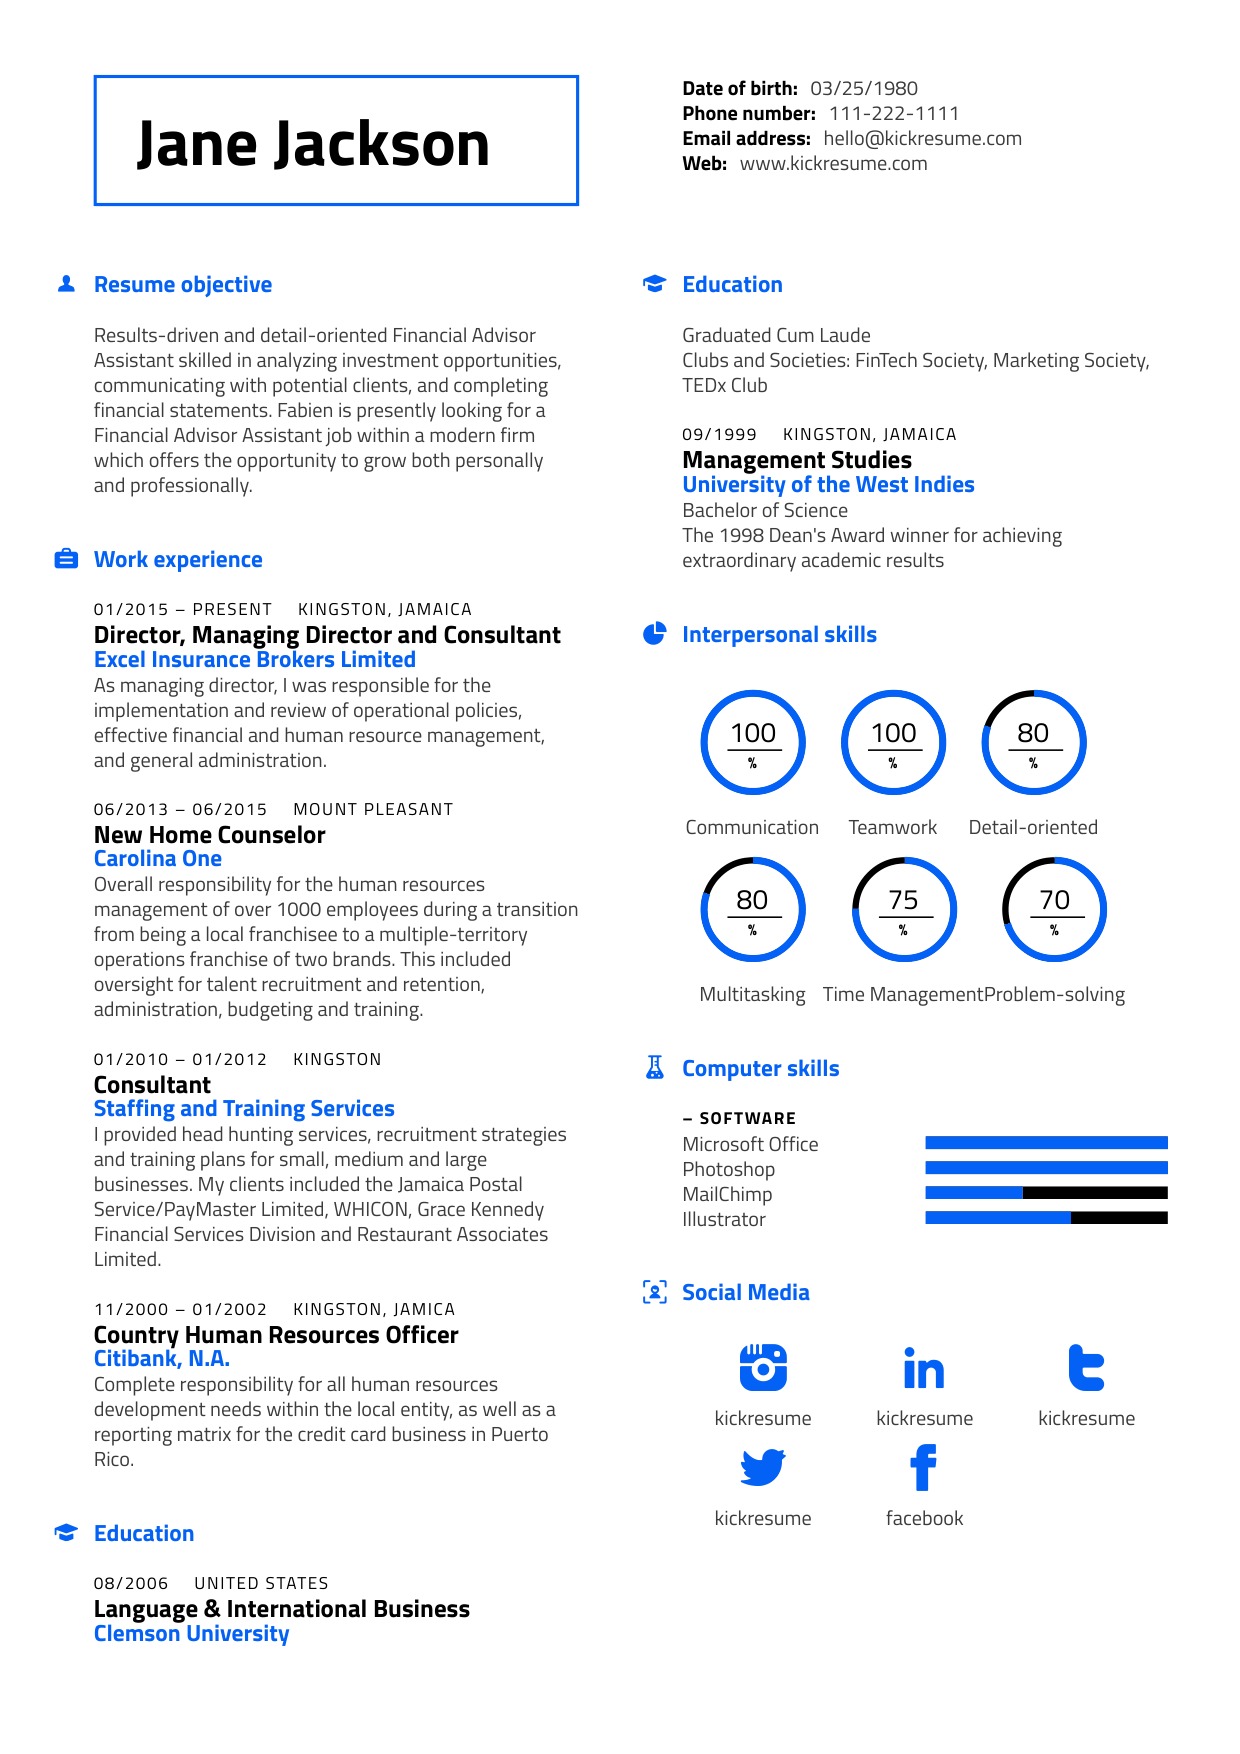 Jane Jackson
Date of birth: 03/25/1980
Phone number: 111-222-1111
Email address: hello@kickresume.com
Web: www.kickresume.com
Resume objective
Results-driven and detail-oriented Financial Advisor
Assistant skilled in analyzing investment opportunities,
communicating with potential clients, and completing
financial statements. Fabien is presently looking for a
Financial Advisor Assistant job within a modern firm
which offers the opportunity to grow both personally
and professionally.
Work experience
01/2015 – PRESENT KINGSTON, JAMAICA
Director, Managing Director and Consultant
Excel Insurance Brokers Limited
As managing director, I was responsible for the
implementation and review of operational policies,
effective financial and human resource management,
and general administration.
06/2013 – 06/2015 MOUNT PLEASANT
New Home Counselor
Carolina One
Overall responsibility for the human resources
management of over 1000 employees during a transition
from being a local franchisee to a multiple-territory
operations franchise of two brands. This included
oversight for talent recruitment and retention,
administration, budgeting and training.
01/2010 – 01/2012 KINGSTON
Consultant
Staffing and Training Services
I provided head hunting services, recruitment strategies
and training plans for small, medium and large
businesses. My clients included the Jamaica Postal
Service/PayMaster Limited, WHICON, Grace Kennedy
Financial Services Division and Restaurant Associates
Limited.
11/2000 – 01/2002 KINGSTON, JAMICA
Country Human Resources Officer
Citibank, N.A.
Complete responsibility for all human resources
development needs within the local entity, as well as a
reporting matrix for the credit card business in Puerto
Rico.
Education
08/2006 UNITED STATES
Language & International Business
Clemson University
Education
Graduated Cum Laude
Clubs and Societies: FinTech Society, Marketing Society,
TEDx Club
09/1999 KINGSTON, JAMAICA
Management Studies
University of the West Indies
Bachelor of Science
The 1998 Dean's Award winner for achieving
extraordinary academic results
Interpersonal skills
100 100 80
% % %
Communication Teamwork Detail-oriented
80 75 70
% % %
Multitasking Time Management Problem-solving
Computer skills
– SOFTWARE
Microsoft Office
Photoshop
MailChimp
Illustrator
Social Media
kickresume kickresume kickresume
kickresume facebook